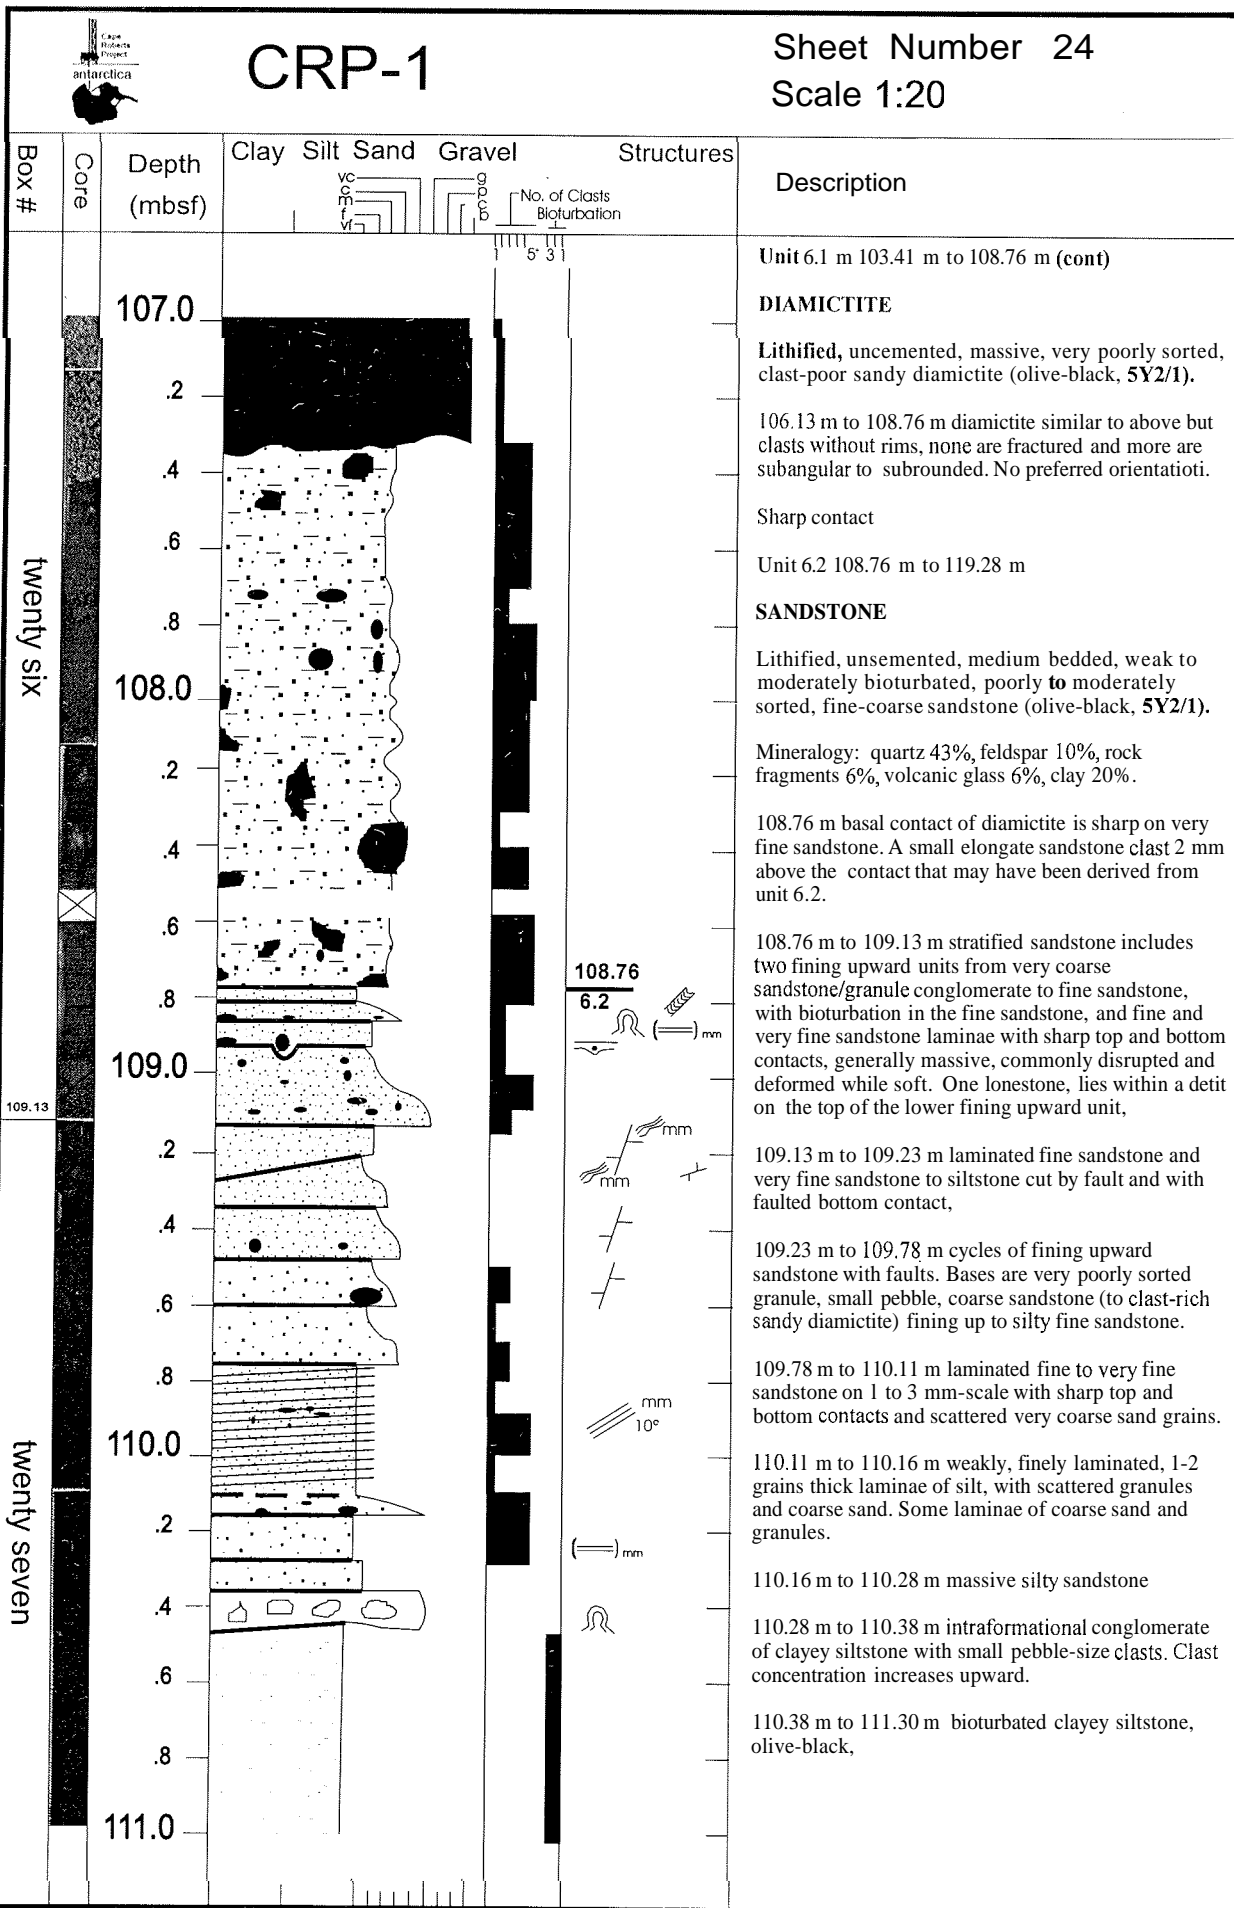 Cape
Roberts
Project
antarctica
CRP-1
Sheet Number 24
Scale 1:20
Box #
Core
Depth
(mbsf)
Clay Silt Sand Gravel
Structures
Description
vc
c
m
f
vf
g
p
c
b
No. of Clasts
Bioturbation
1 5+ 3 1
107.0
.2
.4
.6
.8
108.0
.2
.4
.6
.8
109.0
.2
.4
.6
.8
110.0
.2
.4
.6
.8
111.0
twenty six
109.13
twenty seven
108.76
6.2
mm
mm
mm
mm
10°
mm
Unit 6.1 m 103.41 m to 108.76 m (cont)
DIAMICTITE
Lithified, uncemented, massive, very poorly sorted,
clast-poor sandy diamictite (olive-black, 5Y2/1).
106.13 m to 108.76 m diamictite similar to above but
clasts without rims, none are fractured and more are
subangular to subrounded. No preferred orientatioti.
Sharp contact
Unit 6.2 108.76 m to 119.28 m
SANDSTONE
Lithified, unsemented, medium bedded, weak to
moderately bioturbated, poorly to moderately
sorted, fine-coarse sandstone (olive-black, 5Y2/1).
Mineralogy: quartz 43%, feldspar 10%, rock
fragments 6%, volcanic glass 6%, clay 20%.
108.76 m basal contact of diamictite is sharp on very
fine sandstone. A small elongate sandstone clast 2 mm
above the contact that may have been derived from
unit 6.2.
108.76 m to 109.13 m stratified sandstone includes
two fining upward units from very coarse
sandstone/granule conglomerate to fine sandstone,
with bioturbation in the fine sandstone, and fine and
very fine sandstone laminae with sharp top and bottom
contacts, generally massive, commonly disrupted and
deformed while soft. One lonestone, lies within a detit
on the top of the lower fining upward unit,
109.13 m to 109.23 m laminated fine sandstone and
very fine sandstone to siltstone cut by fault and with
faulted bottom contact,
109.23 m to 109.78 m cycles of fining upward
sandstone with faults. Bases are very poorly sorted
granule, small pebble, coarse sandstone (to clast-rich
sandy diamictite) fining up to silty fine sandstone.
109.78 m to 110.11 m laminated fine to very fine
sandstone on 1 to 3 mm-scale with sharp top and
bottom contacts and scattered very coarse sand grains.
110.11 m to 110.16 m weakly, finely laminated, 1-2
grains thick laminae of silt, with scattered granules
and coarse sand. Some laminae of coarse sand and
granules.
110.16 m to 110.28 m massive silty sandstone
110.28 m to 110.38 m intraformational conglomerate
of clayey siltstone with small pebble-size clasts. Clast
concentration increases upward.
110.38 m to 111.30 m bioturbated clayey siltstone,
olive-black,